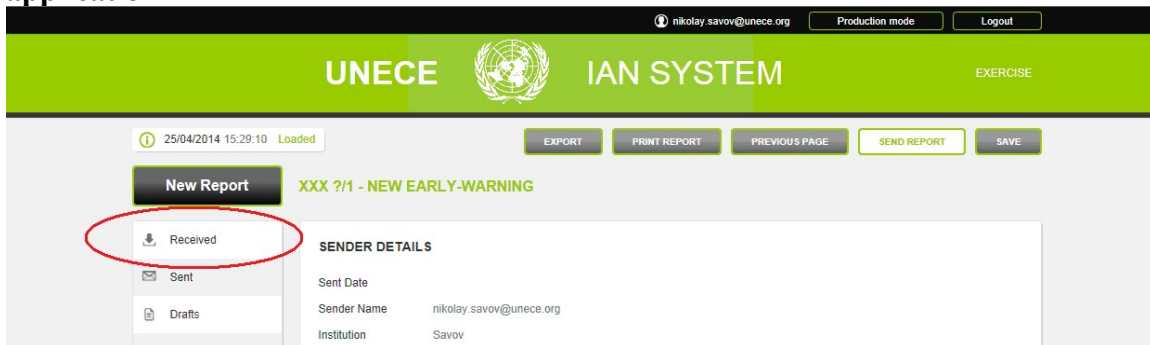 nikolay.savov@unece.org Production mode Logout
UNECE IAN SYSTEM EXERCISE
25/04/2014 15:29:10 Loaded EXPORT PRINT REPORT PREVIOUS PAGE SEND REPORT SAVE
New Report XXX ?/1 - NEW EARLY-WARNING
Received
Sent
Drafts
SENDER DETAILS
Sent Date
Sender Name nikolay.savov@unece.org
Institution Savov